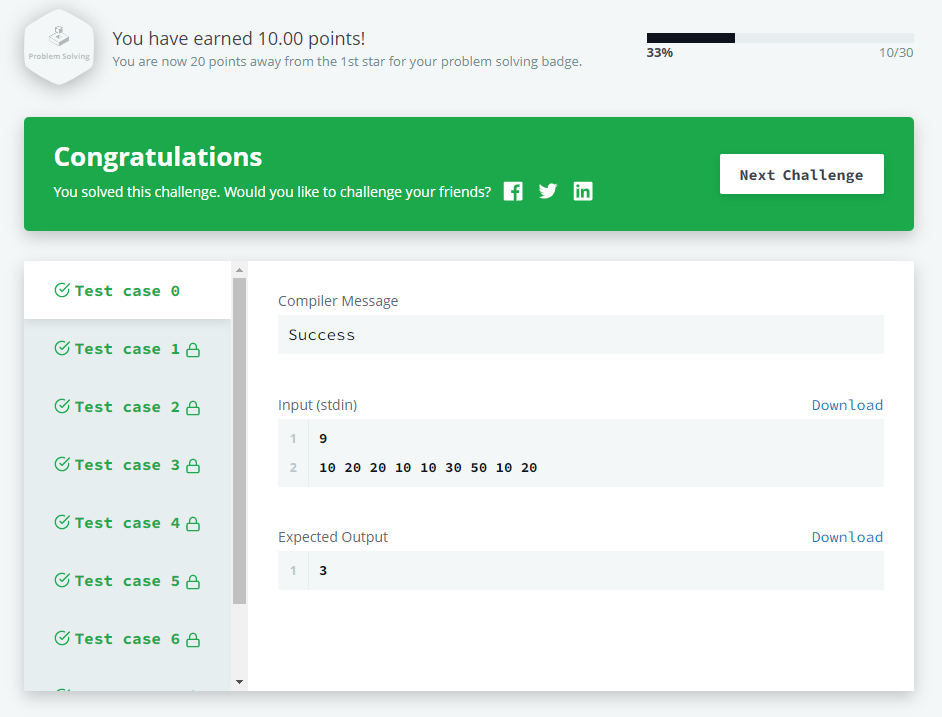 Problem Solving
You have earned 10.00 points!
You are now 20 points away from the 1st star for your problem solving badge.
33%
10/30
Congratulations
You solved this challenge. Would you like to challenge your friends?
Next Challenge
Test case 0
Test case 1
Test case 2
Test case 3
Test case 4
Test case 5
Test case 6
Compiler Message
Success
Input (stdin)
Download
1 9
2 10 20 20 10 10 30 50 10 20
Expected Output
Download
1 3